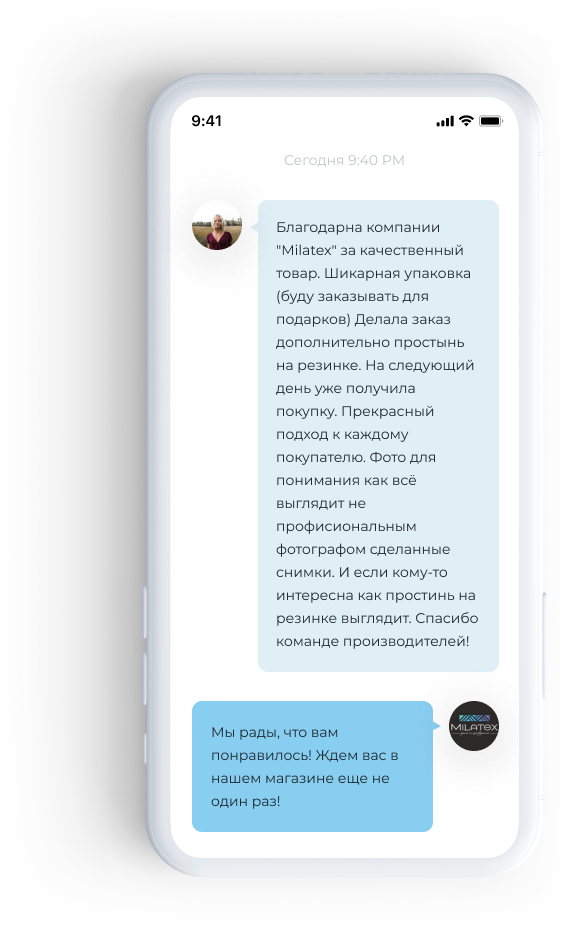 9:41
Сегодня 9:40 PM
Благодарна компании
"Milatex" за качественный
товар. Шикарная упаковка
(буду заказывать для
подарков) Делала заказ
дополнительно простынь
на резинке. На следующий
день уже получила
покупку. Прекрасный
подход к каждому
покупателю. Фото для
понимания как всё
выглядит не
профисиональным
фотографом сделанные
снимки. И если кому-то
интересна как простинь на
резинке выглядит. Спасибо
команде производителей!
Мы рады, что вам
понравилось! Ждем вас в
нашем магазине еще не
один раз!
MILATEX